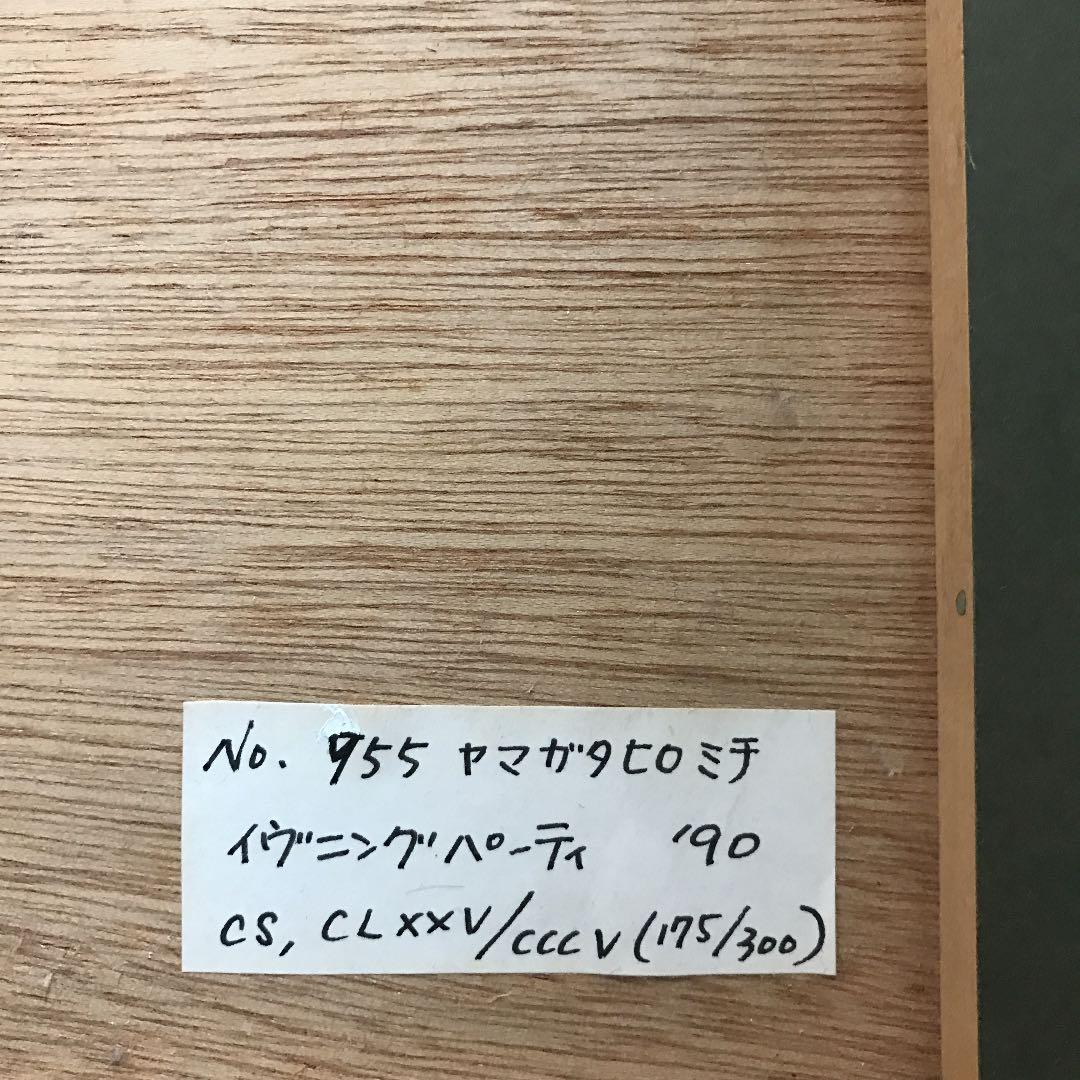 No. 955 ヤマガタヒロミチ
イヴニングパーティ '90
CS, CLXXV/CCCV (175/300)